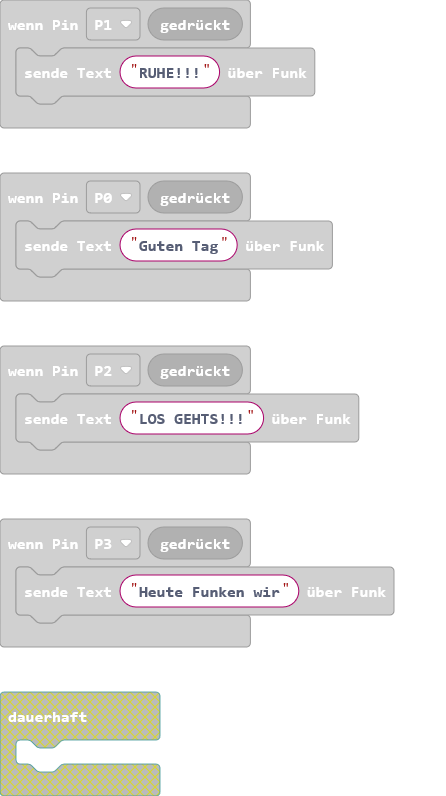 wenn Pin P1 gedrückt
sende Text "RUHE!!!" über Funk
wenn Pin P0 gedrückt
sende Text "Guten Tag" über Funk
wenn Pin P2 gedrückt
sende Text "LOS GEHTS!!!" über Funk
wenn Pin P3 gedrückt
sende Text "Heute Funken wir" über Funk
dauerhaft